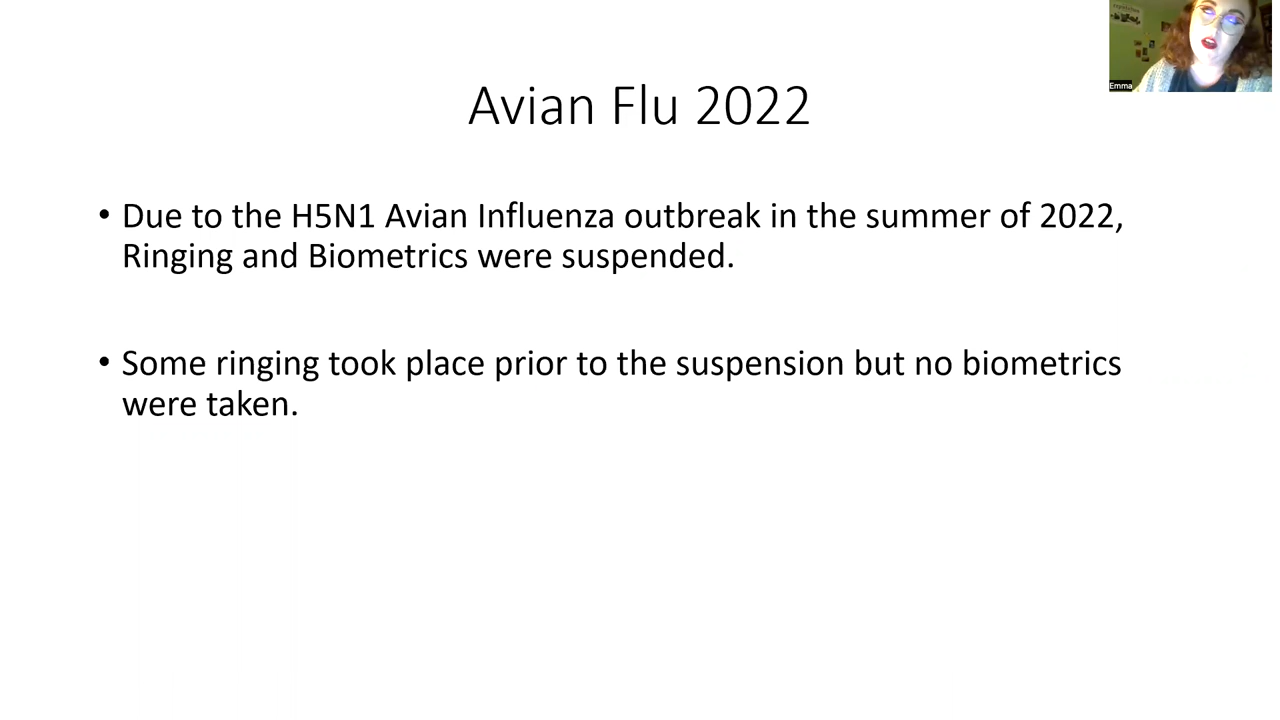 Emma
Avian Flu 2022
• Due to the H5N1 Avian Influenza outbreak in the summer of 2022,
Ringing and Biometrics were suspended.
• Some ringing took place prior to the suspension but no biometrics
were taken.